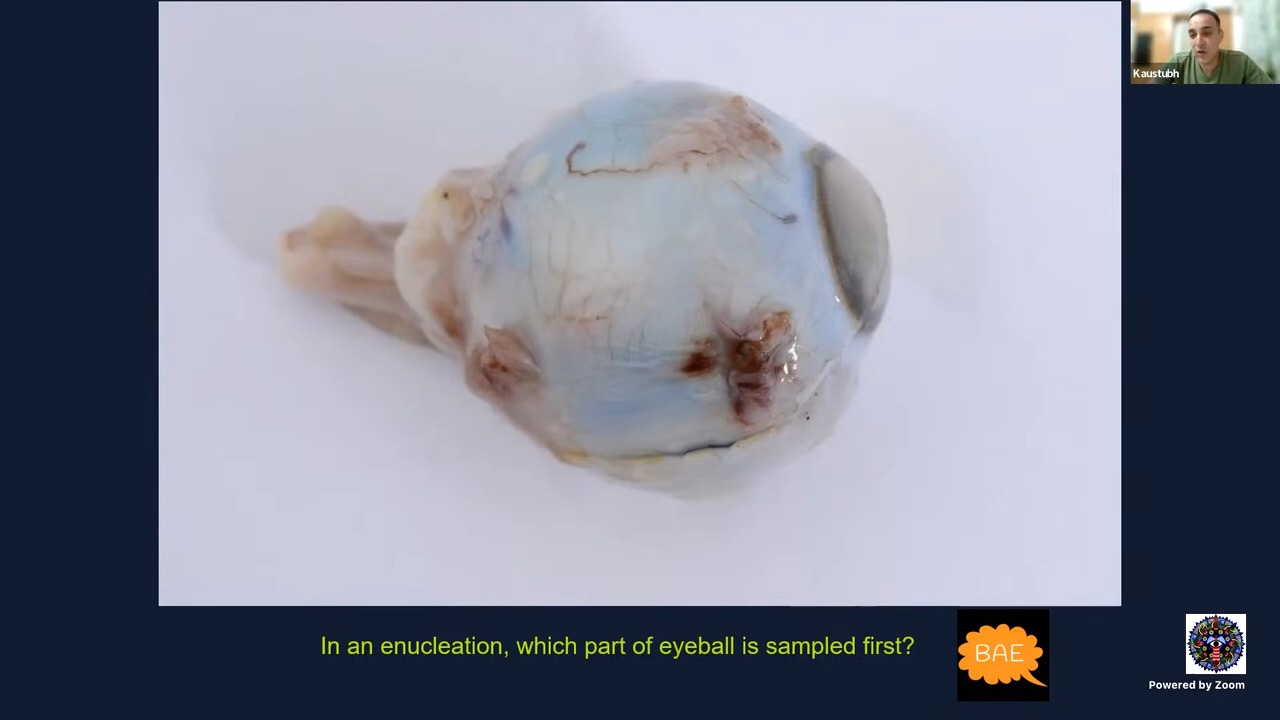 Kaustubh
In an enucleation, which part of eyeball is sampled first?
BAE
Powered by Zoom